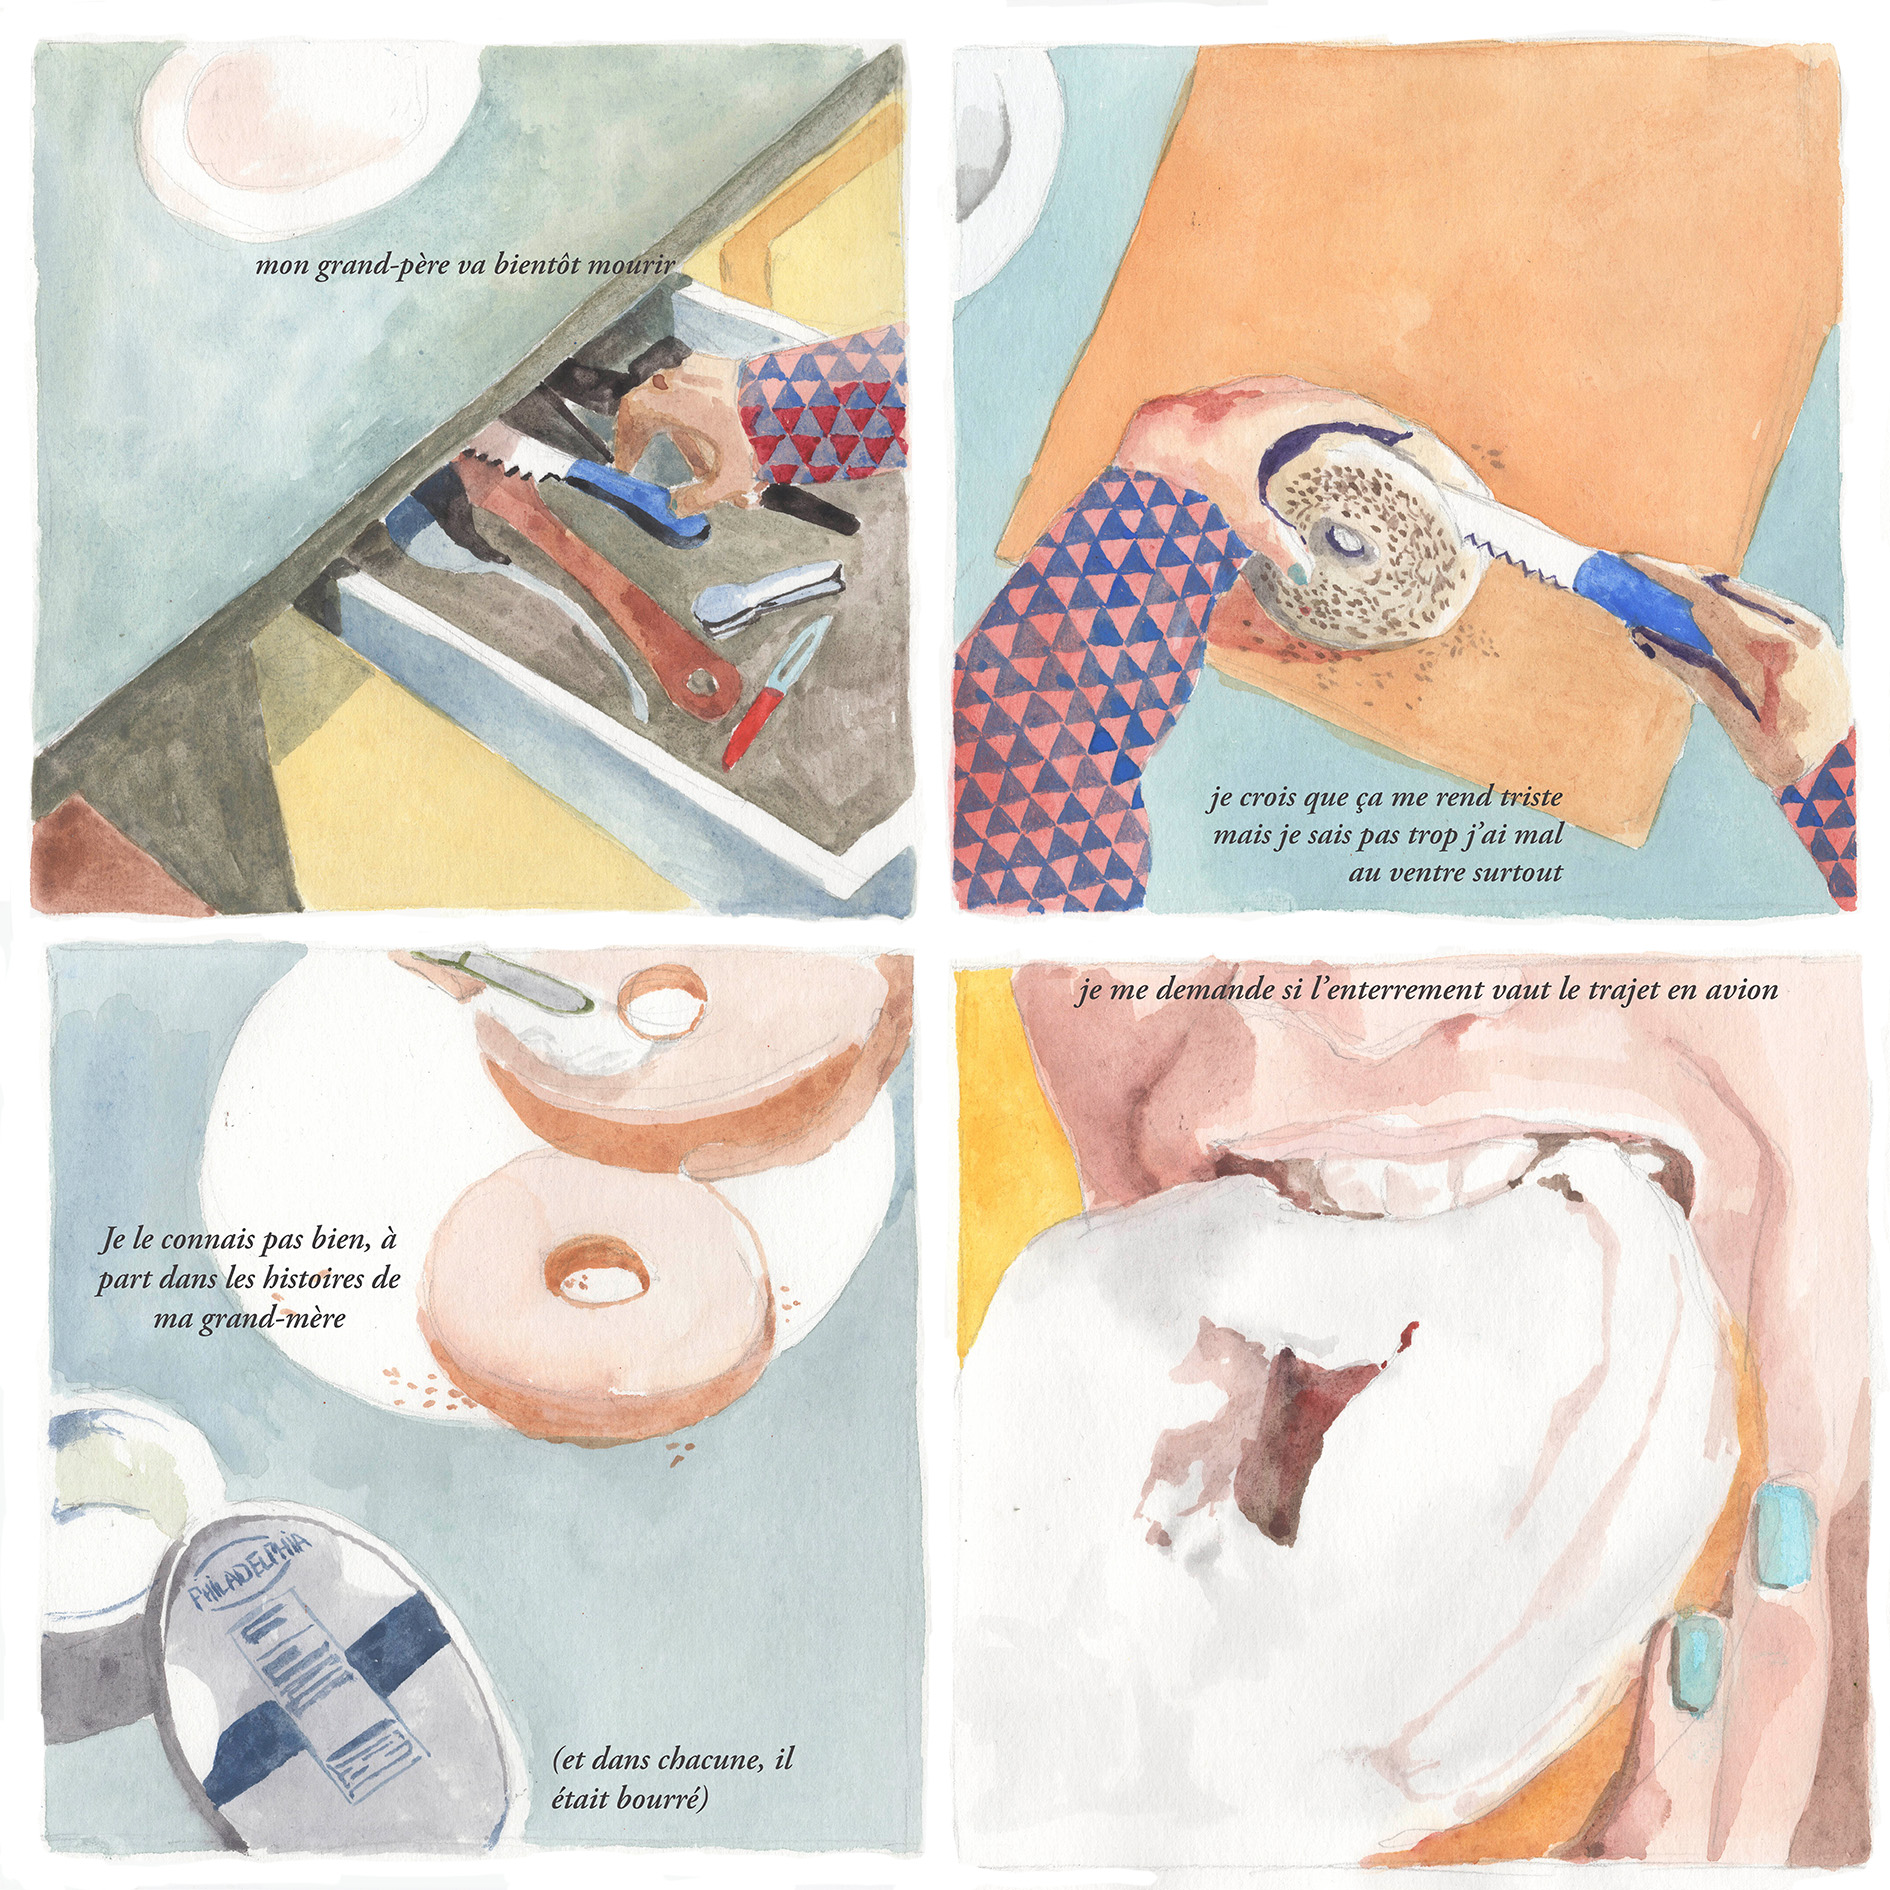 mon grand-père va bientôt mourir
je crois que ça me rend triste
mais je sais pas trop j'ai mal
au ventre surtout
Je le connais pas bien, à
part dans les histoires de
ma grand-mère
PHILADELPHIA
(et dans chacune, il
était bourré)
je me demande si l'enterrement vaut le trajet en avion